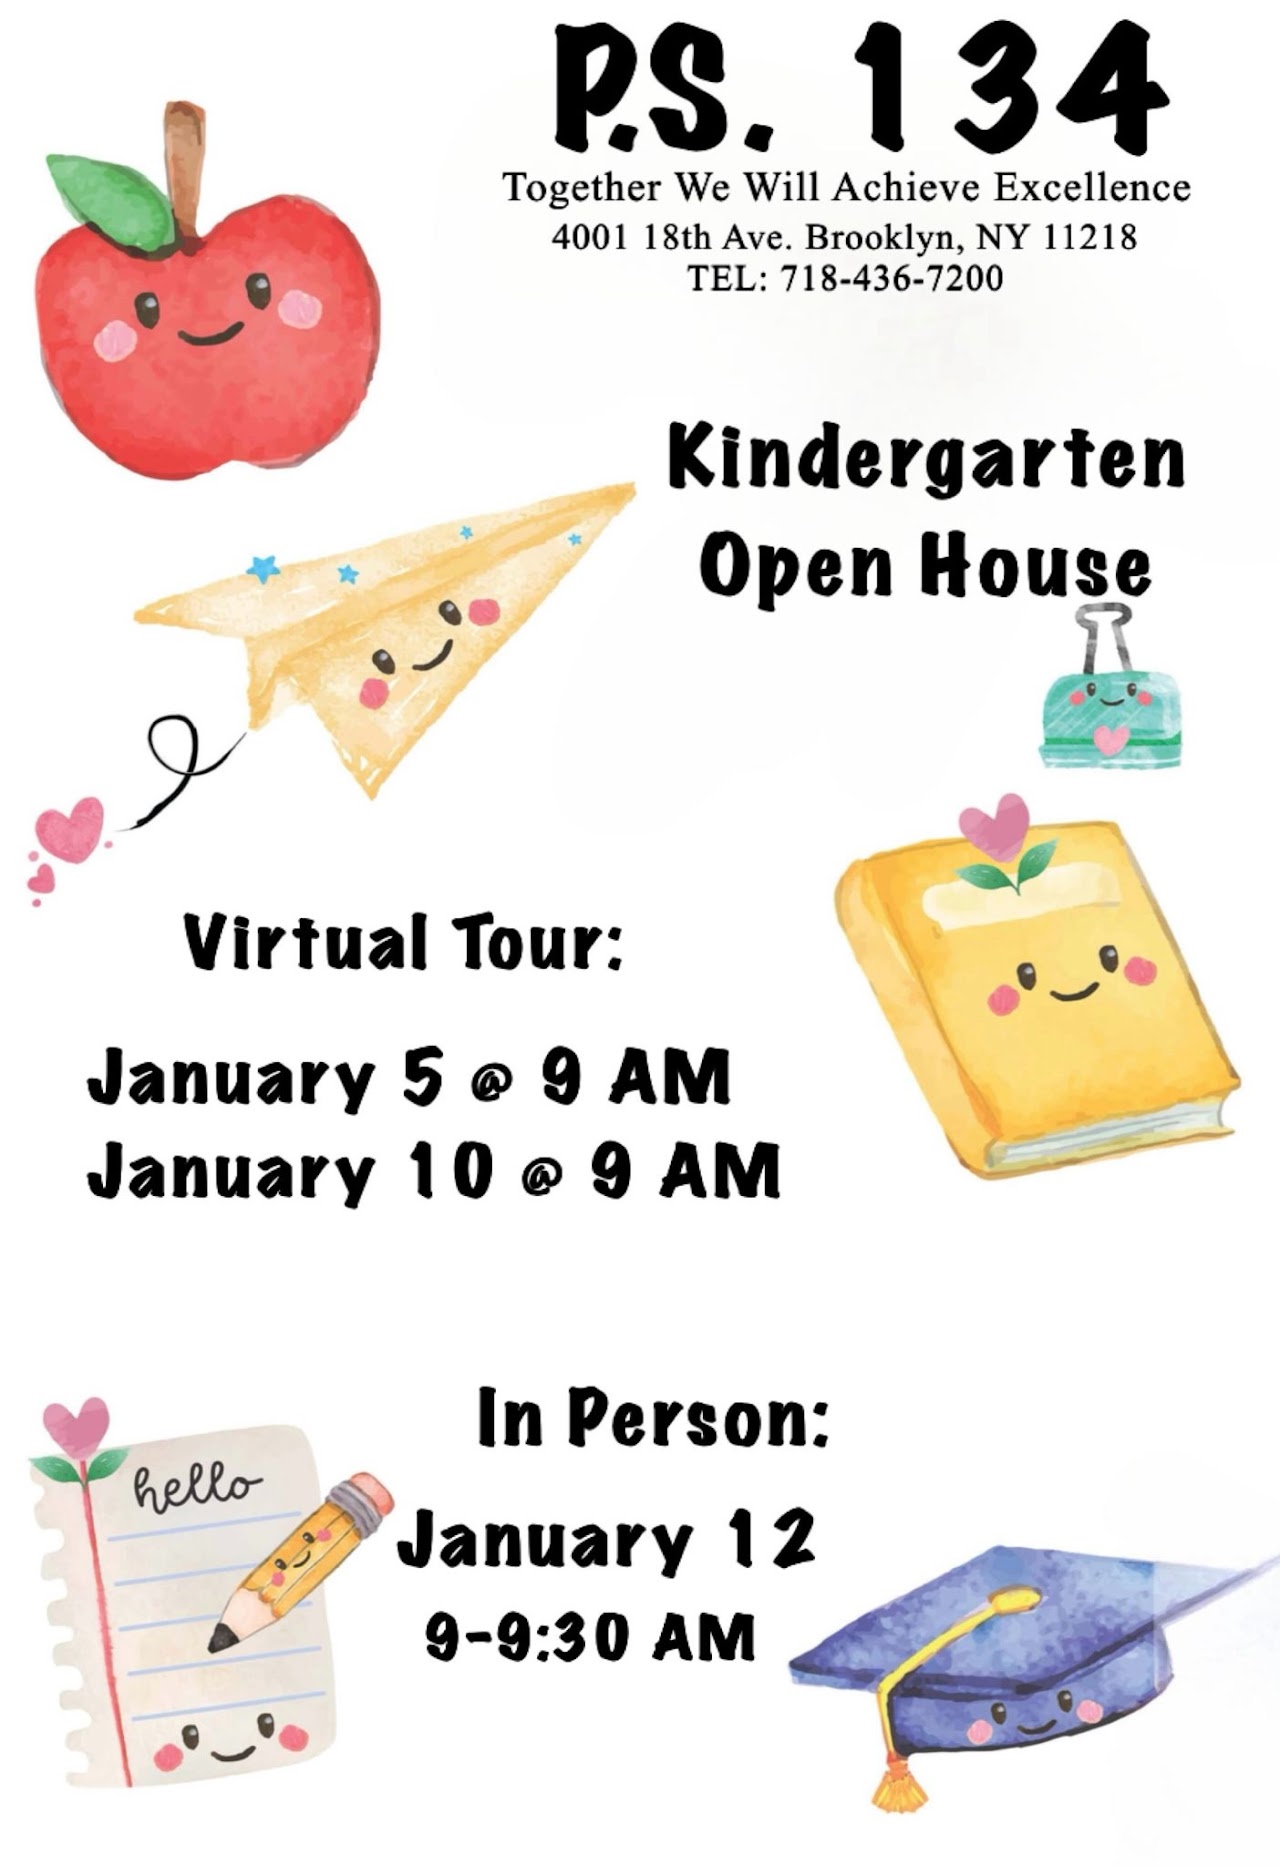 P.S. 134
Together We Will Achieve Excellence
4001 18th Ave. Brooklyn, NY 11218
TEL: 718-436-7200
Kindergarten
Open House
Virtual Tour:
January 5 @ 9 AM
January 10 @ 9 AM
In Person:
hello
January 12
9-9:30 AM